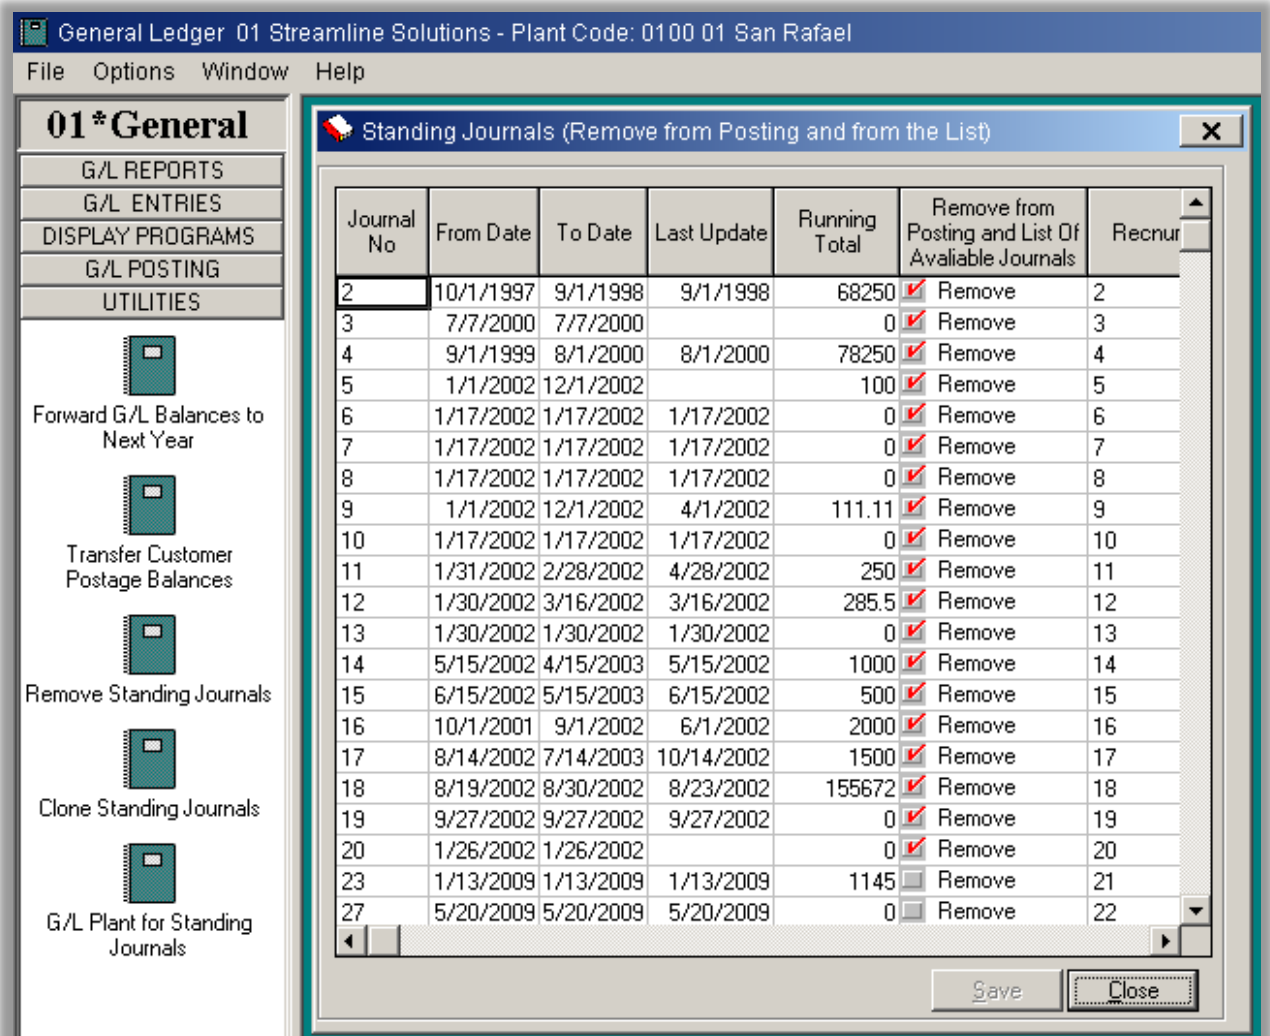 General Ledger 01 Streamline Solutions - Plant Code: 0100 01 San Rafael
File Options Window Help
01*General
G/L REPORTS
G/L ENTRIES
DISPLAY PROGRAMS
G/L POSTING
UTILITIES
Forward G/L Balances to
Next Year
Transfer Customer
Postage Balances
Remove Standing Journals
Clone Standing Journals
G/L Plant for Standing
Journals
Standing Journals (Remove from Posting and from the List)
Journal
No
From Date
To Date
Last Update
Running
Total
Remove from
Posting and List Of
Avaliable Journals
Recnur
2 10/1/1997 9/1/1998 9/1/1998 68250 Remove 2
3 7/7/2000 7/7/2000 0 Remove 3
4 9/1/1999 8/1/2000 8/1/2000 78250 Remove 4
5 1/1/2002 12/1/2002 100 Remove 5
6 1/17/2002 1/17/2002 1/17/2002 0 Remove 6
7 1/17/2002 1/17/2002 1/17/2002 0 Remove 7
8 1/17/2002 1/17/2002 1/17/2002 0 Remove 8
9 1/1/2002 12/1/2002 4/1/2002 111.11 Remove 9
10 1/17/2002 1/17/2002 1/17/2002 0 Remove 10
11 1/31/2002 2/28/2002 4/28/2002 250 Remove 11
12 1/30/2002 3/16/2002 3/16/2002 285.5 Remove 12
13 1/30/2002 1/30/2002 1/30/2002 0 Remove 13
14 5/15/2002 4/15/2003 5/15/2002 1000 Remove 14
15 6/15/2002 5/15/2003 6/15/2002 500 Remove 15
16 10/1/2001 9/1/2002 6/1/2002 2000 Remove 16
17 8/14/2002 7/14/2003 10/14/2002 1500 Remove 17
18 8/19/2002 8/30/2002 8/23/2002 155672 Remove 18
19 9/27/2002 9/27/2002 9/27/2002 0 Remove 19
20 1/26/2002 1/26/2002 0 Remove 20
23 1/13/2009 1/13/2009 1/13/2009 1145 Remove 21
27 5/20/2009 5/20/2009 5/20/2009 0 Remove 22
Save Close